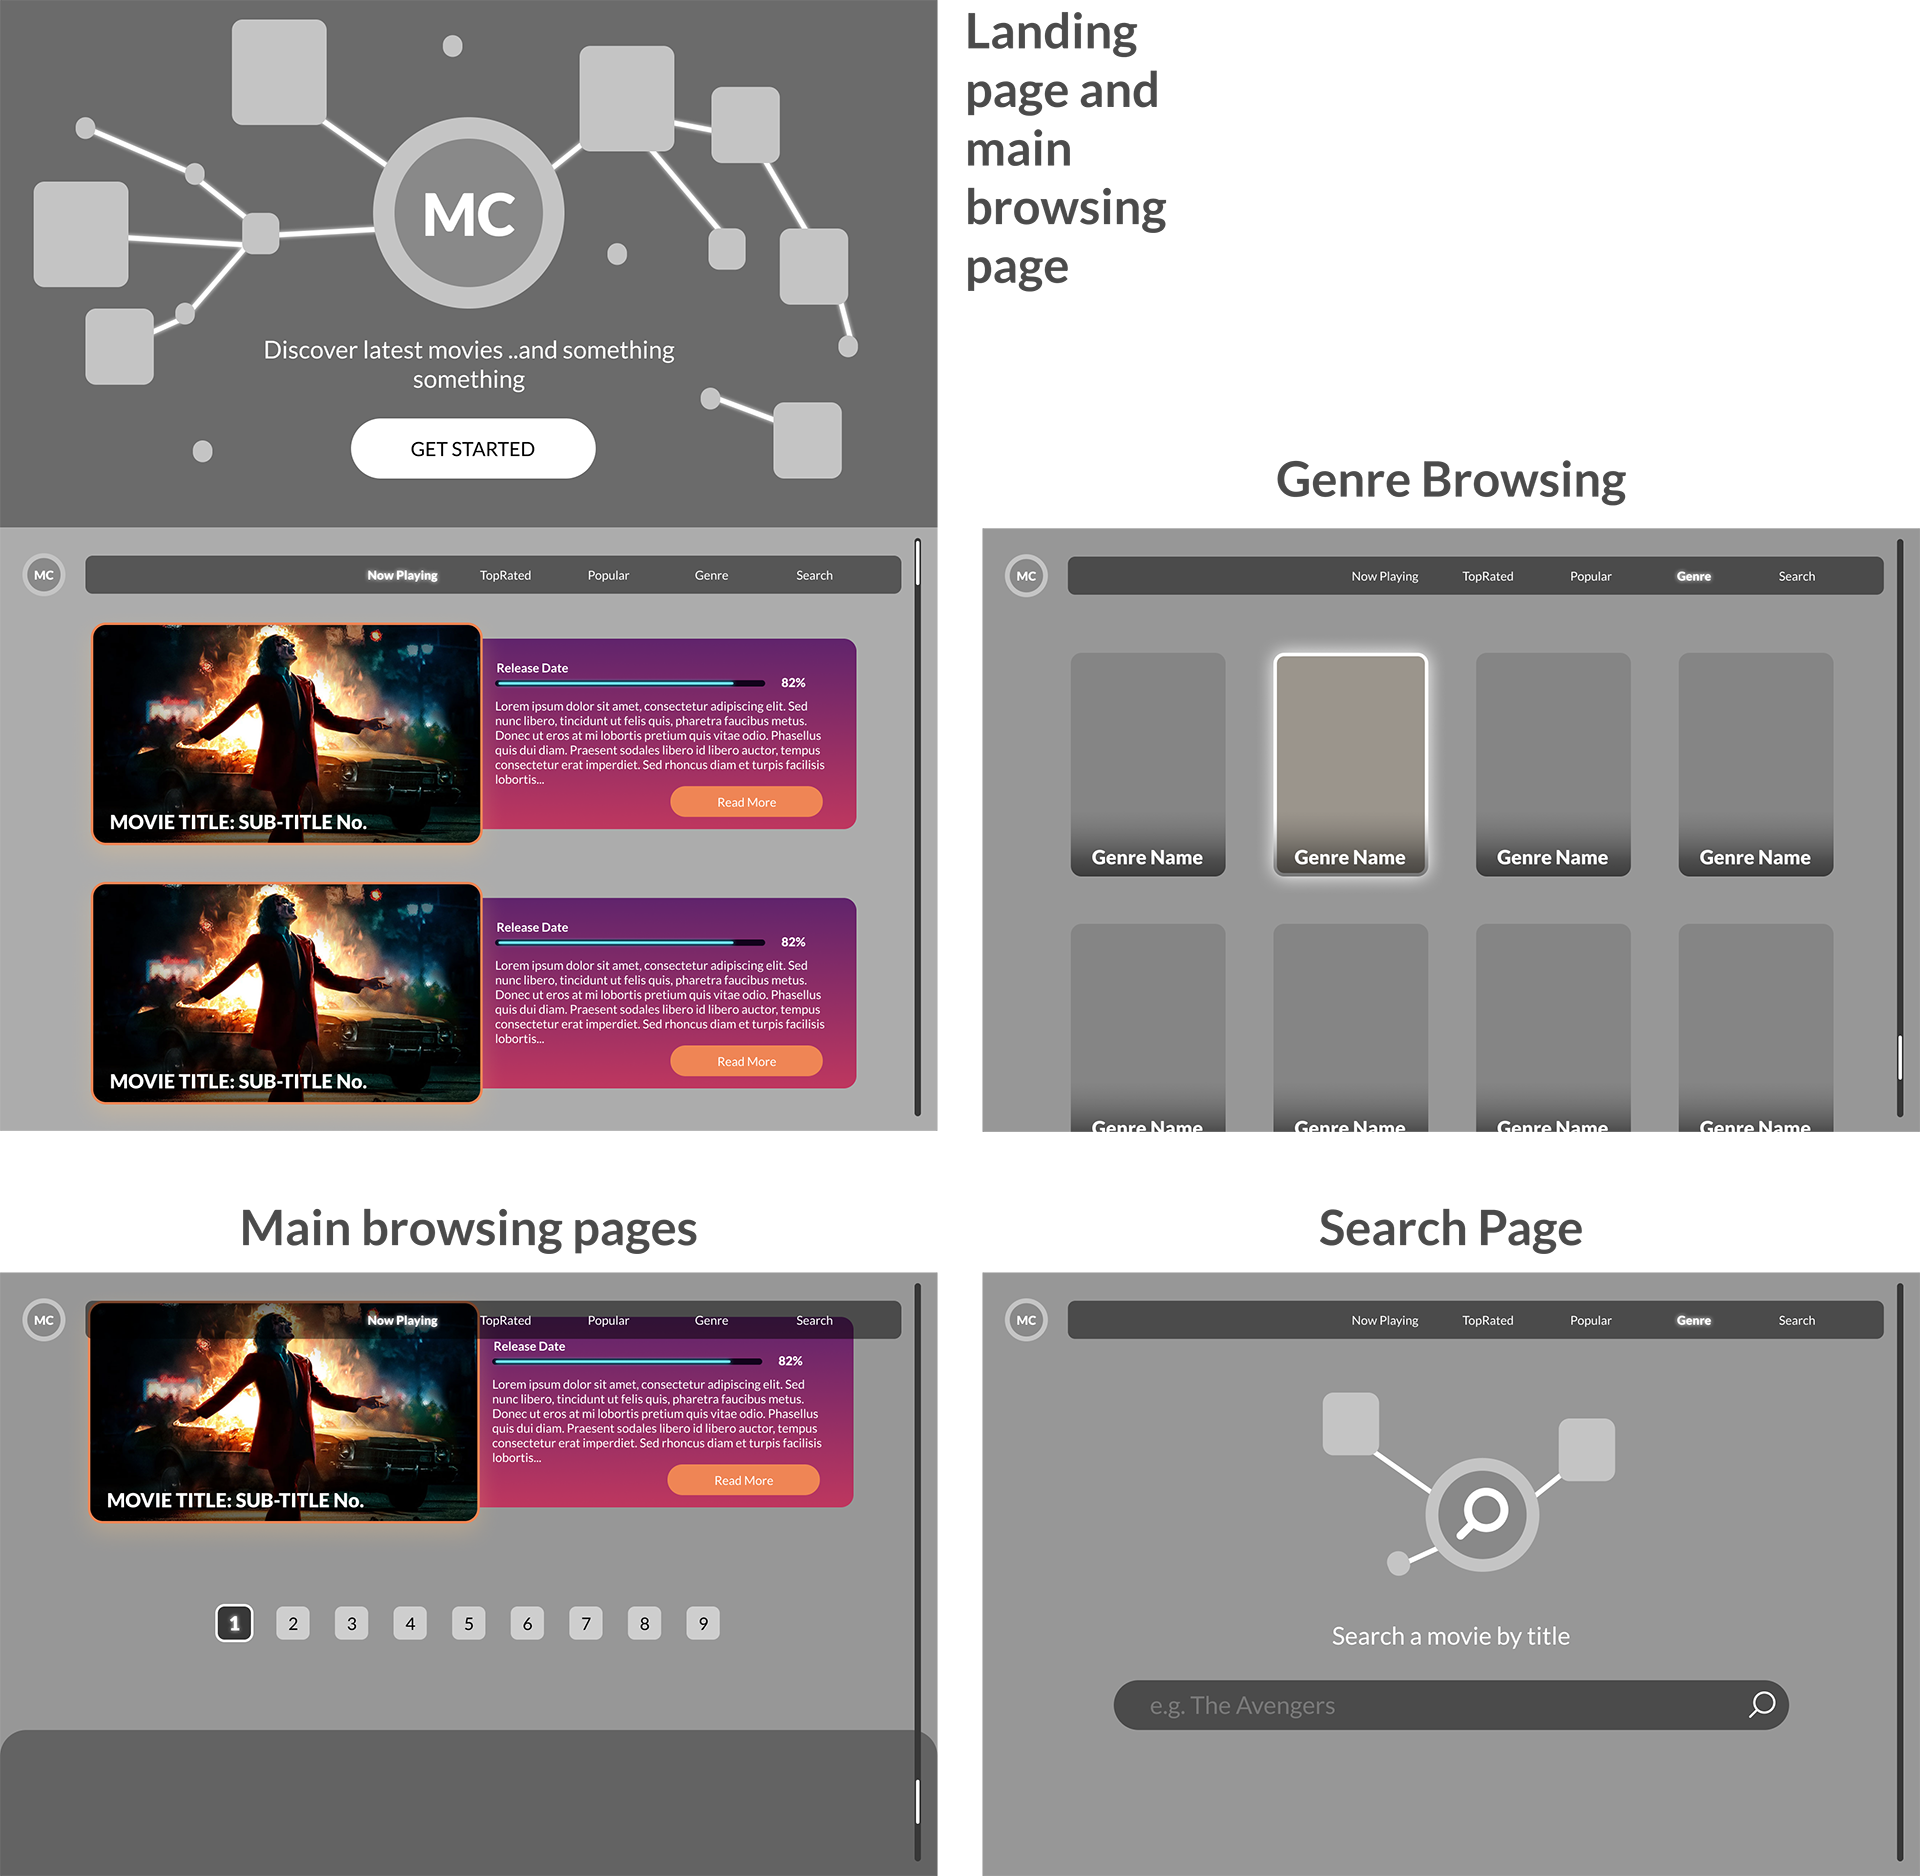 MC
Discover latest movies ..and something
something
GET STARTED
Landing
page and
main
browsing
page
MC
Now Playing TopRated Popular Genre Search
Release Date
82%
Lorem ipsum dolor sit amet, consectetur adipiscing elit. Sed
nunc libero, tincidunt ut felis quis, pharetra faucibus metus.
Donec ut eros at mi lobortis pretium quis vitae odio. Phasellus
quis dui diam. Praesent sodales libero id libero auctor, tempus
consectetur erat imperdiet. Sed rhoncus diam et turpis facilisis
lobortis...
Read More
MOVIE TITLE: SUB-TITLE No.
Release Date
82%
Lorem ipsum dolor sit amet, consectetur adipiscing elit. Sed
nunc libero, tincidunt ut felis quis, pharetra faucibus metus.
Donec ut eros at mi lobortis pretium quis vitae odio. Phasellus
quis dui diam. Praesent sodales libero id libero auctor, tempus
consectetur erat imperdiet. Sed rhoncus diam et turpis facilisis
lobortis...
Read More
MOVIE TITLE: SUB-TITLE No.
Genre Browsing
MC
Now Playing TopRated Popular Genre Search
Genre Name Genre Name Genre Name Genre Name
Genre Name Genre Name Genre Name Genre Name
Main browsing pages
MC
Now Playing TopRated Popular Genre Search
Release Date
82%
Lorem ipsum dolor sit amet, consectetur adipiscing elit. Sed
nunc libero, tincidunt ut felis quis, pharetra faucibus metus.
Donec ut eros at mi lobortis pretium quis vitae odio. Phasellus
quis dui diam. Praesent sodales libero id libero auctor, tempus
consectetur erat imperdiet. Sed rhoncus diam et turpis facilisis
lobortis...
Read More
MOVIE TITLE: SUB-TITLE No.
1 2 3 4 5 6 7 8 9
Search Page
MC
Now Playing TopRated Popular Genre Search
Search a movie by title
e.g. The Avengers